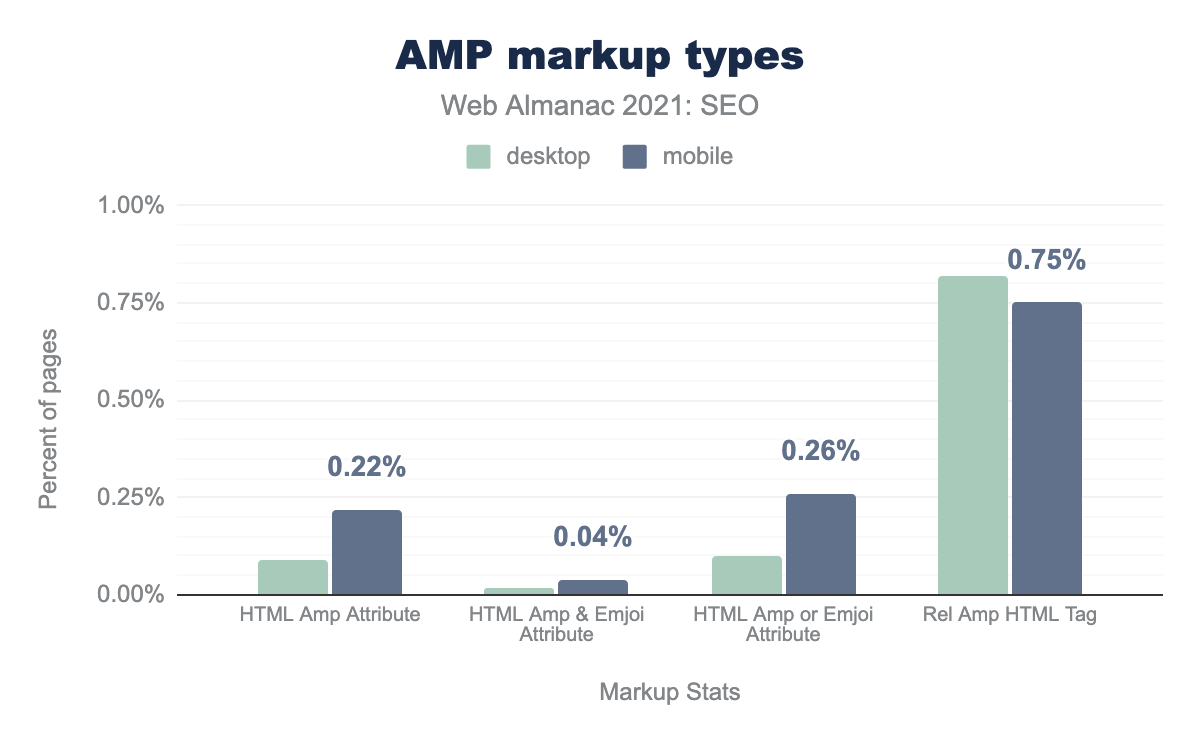 AMP markup types
Web Almanac 2021: SEO
desktop mobile
1.00%
0.75%
0.50%
0.25%
0.00%
Percent of pages
0.22%
0.04%
0.26%
0.75%
HTML Amp Attribute
HTML Amp & Emjoi
Attribute
HTML Amp or Emjoi
Attribute
Rel Amp HTML Tag
Markup Stats